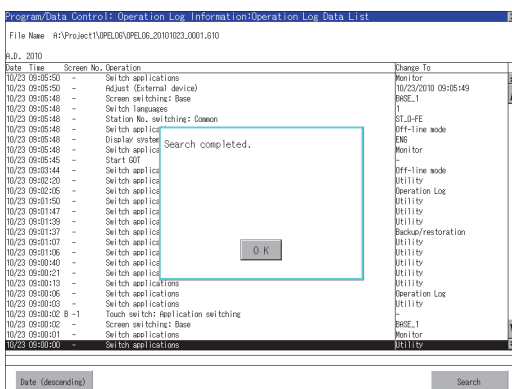 Program/Data Control: Operation Log Information:Operation Log Data List
File Name A:\Project1\OPELOG\OPELOG_20101023_0001.G10
A.D. 2010
Date Time Screen No. Operation Change To
10/23 09:05:50 - Switch applications Monitor
10/23 09:05:50 - Adjust (External device) 10/23/2010 09:05:49
10/23 09:05:48 - Screen switching: Base BASE_1
10/23 09:05:48 - Switch languages 1
10/23 09:05:48 - Station No. switching: Common ST_0-FE
10/23 09:05:48 - Switch applicat Off-line mode
10/23 09:05:48 - Display system ENG
10/23 09:05:48 - Switch applica Monitor
10/23 09:05:45 - Start GOT -
10/23 09:03:44 - Switch applica Off-line mode
10/23 09:02:20 - Switch applica Utility
10/23 09:02:05 - Switch applica Operation Log
10/23 09:01:50 - Switch applica Utility
10/23 09:01:47 - Switch applica Utility
10/23 09:01:39 - Switch applica Utility
10/23 09:01:37 - Switch applica Backup/restoration
10/23 09:01:07 - Switch applica Utility
10/23 09:01:06 - Switch applica Utility
10/23 09:00:40 - Switch applica Utility
10/23 09:00:21 - Switch applica Utility
10/23 09:00:13 - Switch applications Utility
10/23 09:00:06 - Switch applications Operation Log
10/23 09:00:03 - Switch applications Utility
10/23 09:00:02 B -1 Touch switch: Application switching -
10/23 09:00:02 - Screen switching: Base BASE_1
10/23 09:00:01 - Switch applications Monitor
10/23 09:00:00 - Switch applications Utility
Search completed.
OK
Date (descending) Search